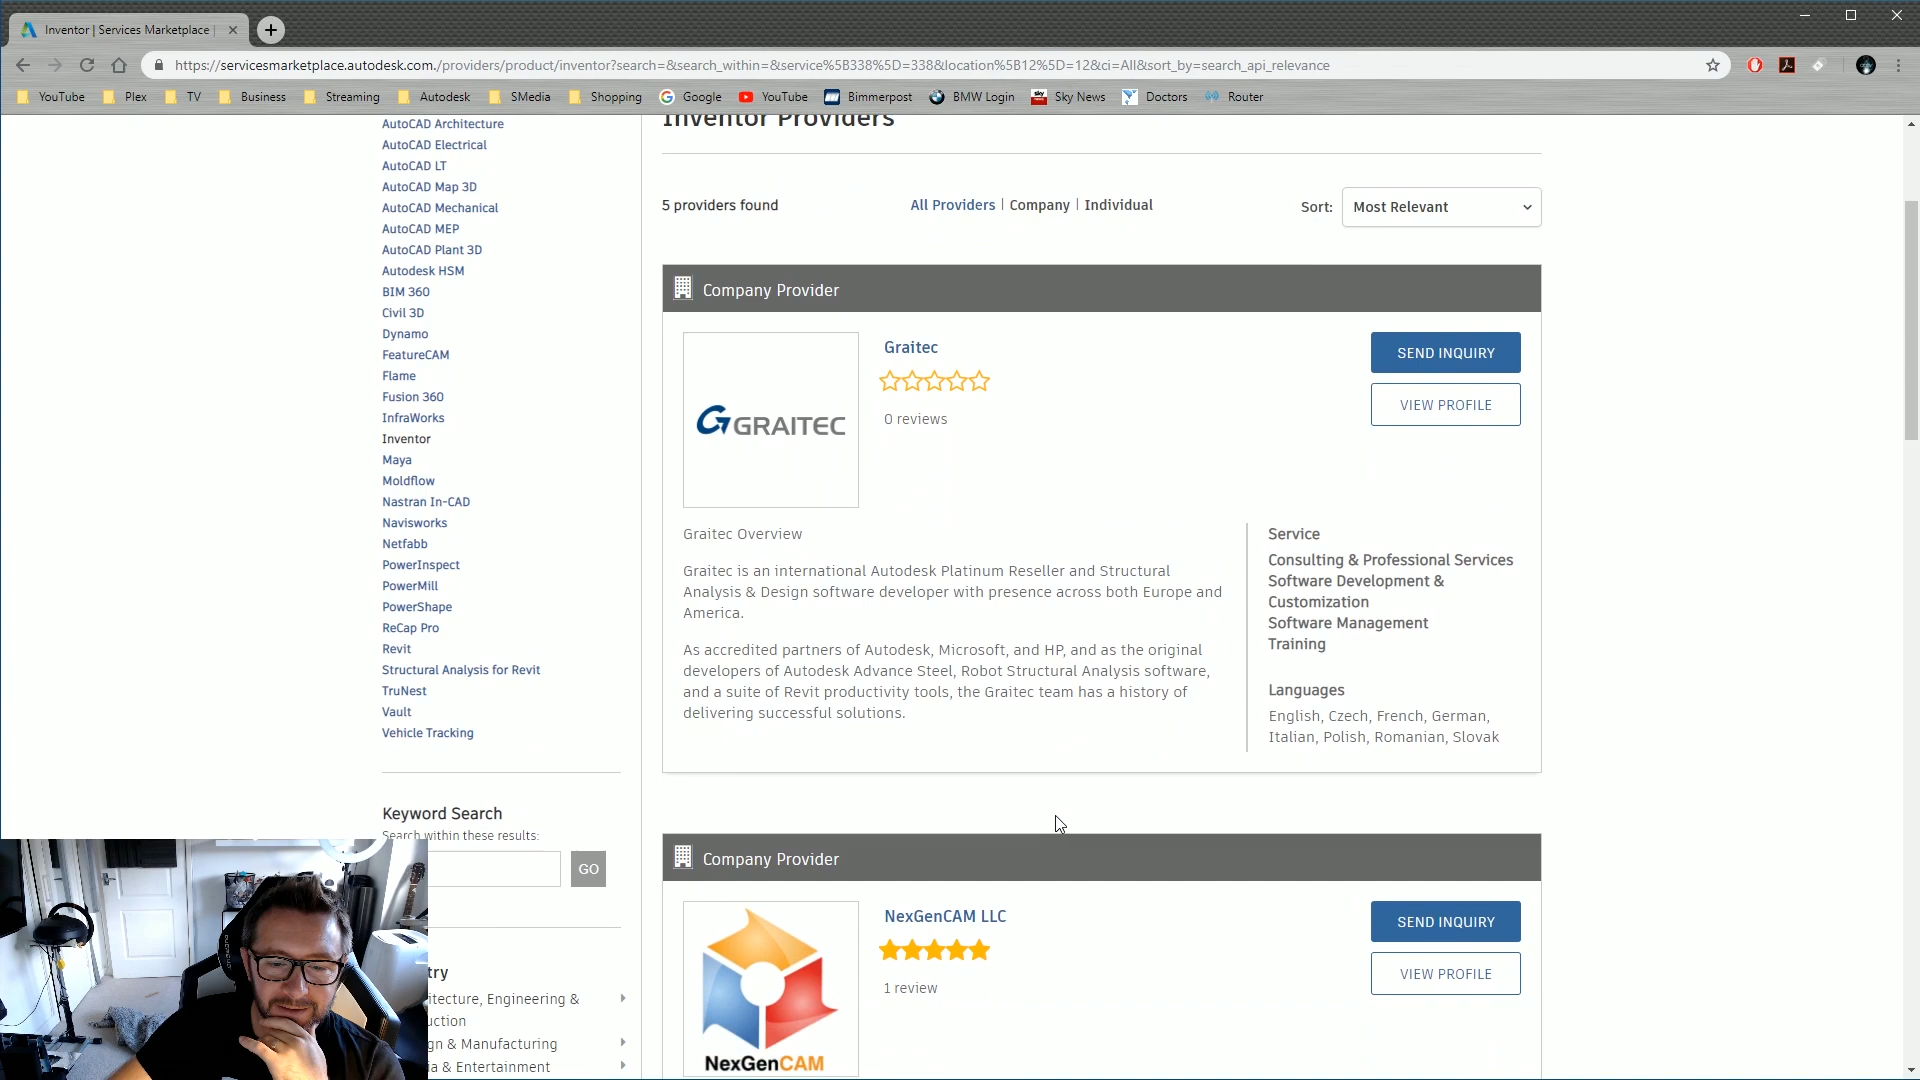 Inventor | Services Marketplace
https://servicesmarketplace.autodesk.com./providers/product/inventor?search=&search_within=&service%5B338%5D=338&location%5B12%5D=12&ci=All&sort_by=search_api_relevance
YouTube Plex TV Business Streaming Autodesk SMedia Shopping Google YouTube Bimmerpost BMW Login Sky News Doctors Router
AutoCAD Architecture
AutoCAD Electrical
AutoCAD LT
AutoCAD Map 3D
AutoCAD Mechanical
AutoCAD MEP
AutoCAD Plant 3D
Autodesk HSM
BIM 360
Civil 3D
Dynamo
FeatureCAM
Flame
Fusion 360
InfraWorks
Inventor
Maya
Moldflow
Nastran In-CAD
Navisworks
Netfabb
PowerInspect
PowerMill
PowerShape
ReCap Pro
Revit
Structural Analysis for Revit
TruNest
Vault
Vehicle Tracking
Keyword Search
Search within these results:
GO
try
itecture, Engineering &
uction
gn & Manufacturing
ia & Entertainment
Inventor Providers
5 providers found
All Providers | Company | Individual
Sort: Most Relevant
Company Provider
GRAITEC
Graitec
0 reviews
SEND INQUIRY
VIEW PROFILE
Graitec Overview
Graitec is an international Autodesk Platinum Reseller and Structural
Analysis & Design software developer with presence across both Europe and
America.
As accredited partners of Autodesk, Microsoft, and HP, and as the original
developers of Autodesk Advance Steel, Robot Structural Analysis software,
and a suite of Revit productivity tools, the Graitec team has a history of
delivering successful solutions.
Service
Consulting & Professional Services
Software Development &
Customization
Software Management
Training
Languages
English, Czech, French, German,
Italian, Polish, Romanian, Slovak
Company Provider
NexGenCAM
NexGenCAM LLC
1 review
SEND INQUIRY
VIEW PROFILE